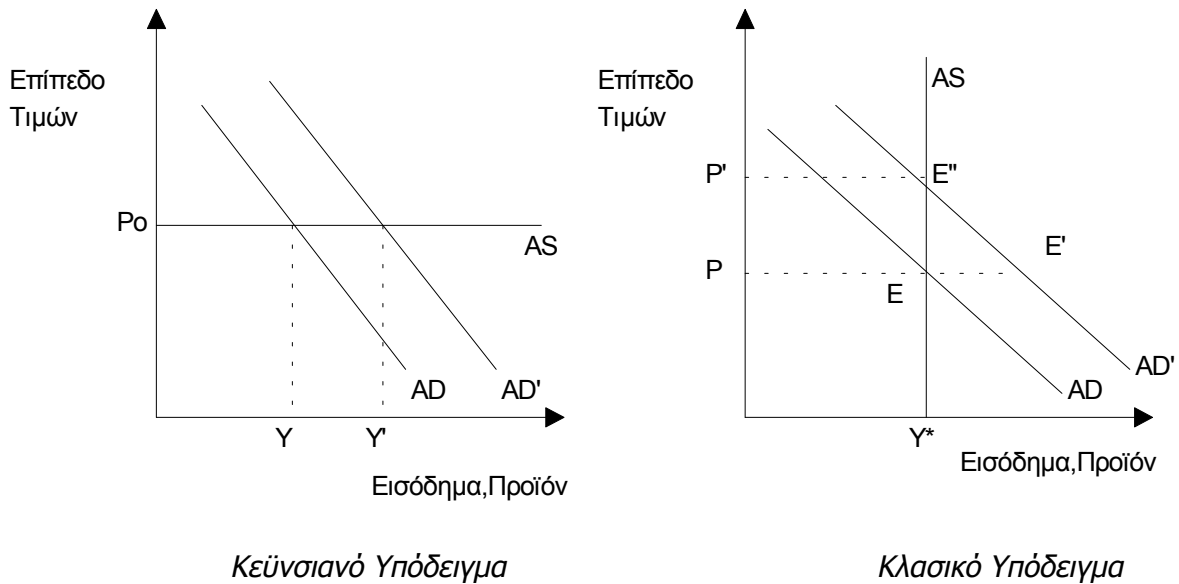 Επίπεδο
Τιμών
Po
AS
AD
AD'
Y
Y'
Εισόδημα,Προϊόν
Κεϋνσιανό Υπόδειγμα
Επίπεδο
Τιμών
AS
P'
E''
E'
P
E
AD'
AD
Y*
Εισόδημα,Προϊόν
Κλασικό Υπόδειγμα